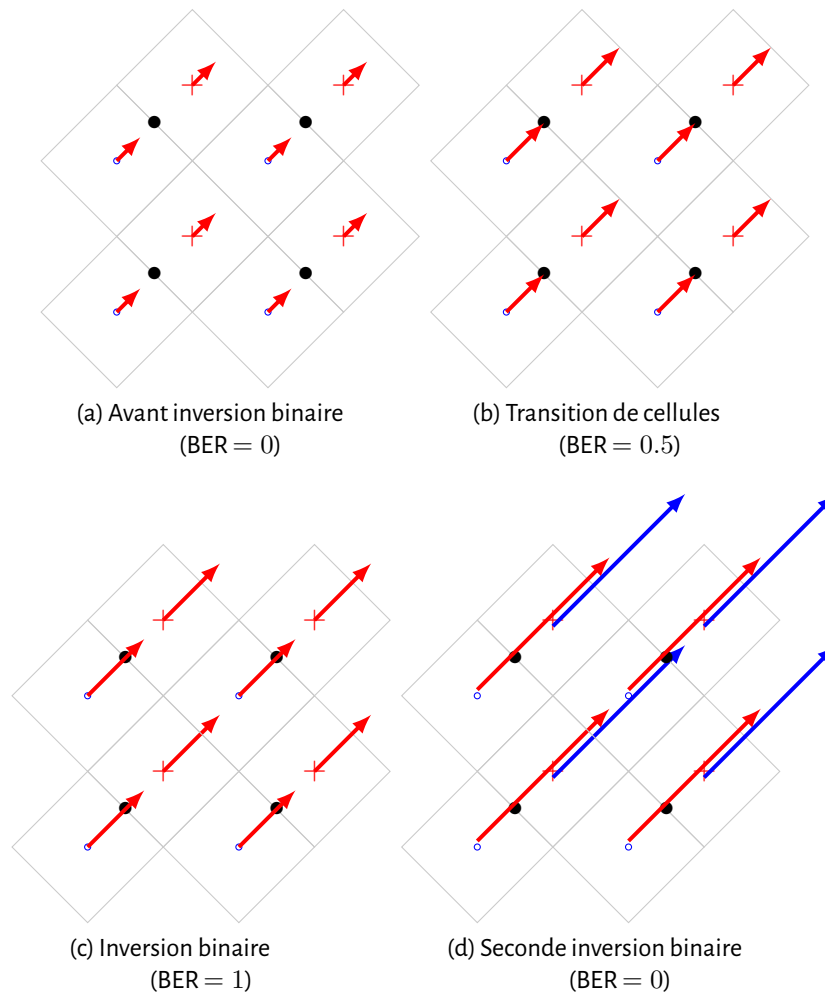 (a) Avant inversion binaire
(BER = 0)
(b) Transition de cellules
(BER = 0.5)
(c) Inversion binaire
(BER = 1)
(d) Seconde inversion binaire
(BER = 0)